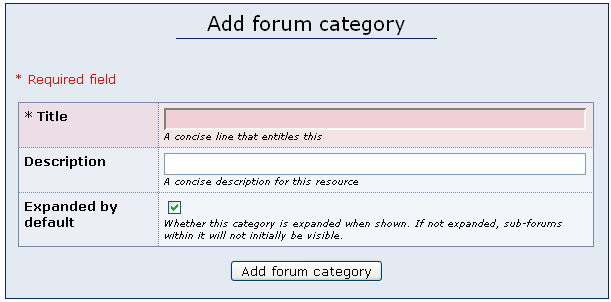 Add forum category
* Required field
* Title
A concise line that entitles this
Description
A concise description for this resource
Expanded by
default
Whether this category is expanded when shown. If not expanded, sub-forums
within it will not initially be visible.
Add forum category